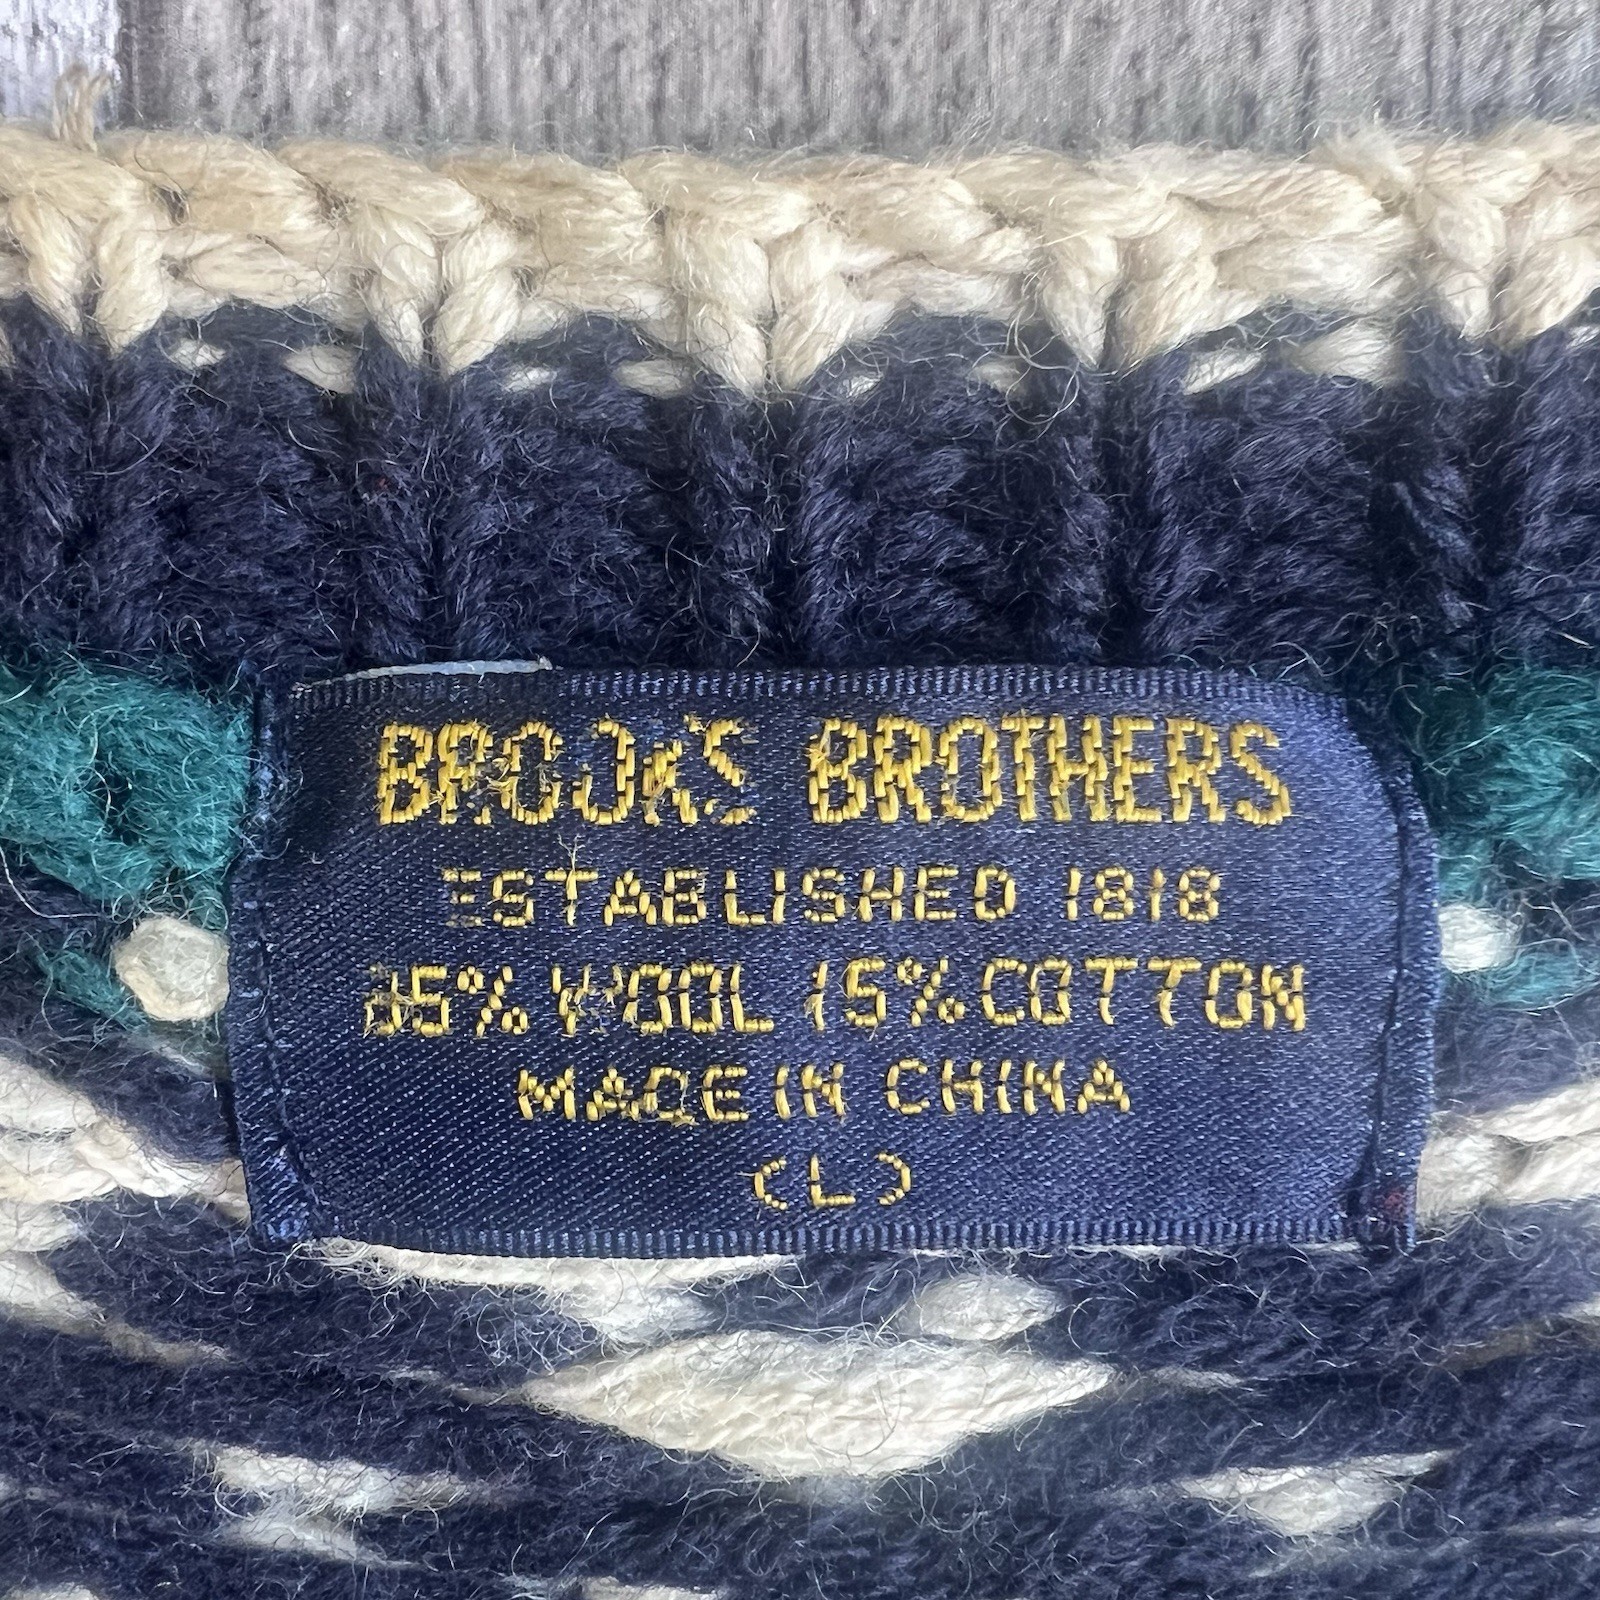 BROOKS BROTHERS
ESTABLISHED 1818
85% WOOL 15% COTTON
MADE IN CHINA
(L)